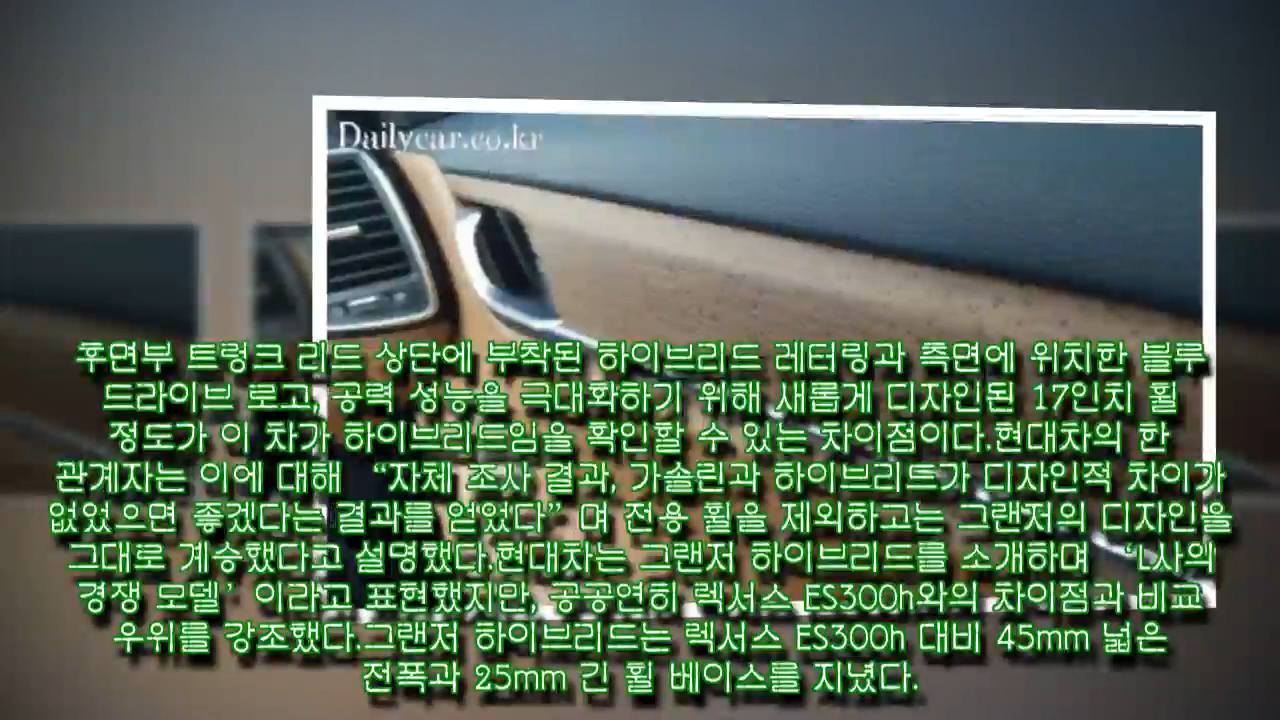 Dailycar.co.kr
후면부 트렁크 리드 상단에 부착된 하이브리드 레터링과 측면에 위치한 블루
드라이브 로고, 공력 성능을 극대화하기 위해 새롭게 디자인된 17인치 휠
정도가 이 차가 하이브리드임을 확인할 수 있는 차이점이다.현대차의 한
관계자는 이에 대해 “자체 조사 결과, 가솔린과 하이브리트가 디자인적 차이가
없었으면 좋겠다는 결과를 얻었다” 며 전용 휠을 제외하고는 그랜저의 디자인을
그대로 계승했다고 설명했다.현대차는 그랜저 하이브리드를 소개하며 ‘L사의
경쟁 모델’ 이라고 표현했지만, 공공연히 렉서스 ES300h와의 차이점과 비교
우위를 강조했다.그랜저 하이브리드는 렉서스 ES300h 대비 45mm 넓은
전폭과 25mm 긴 휠 베이스를 지녔다.